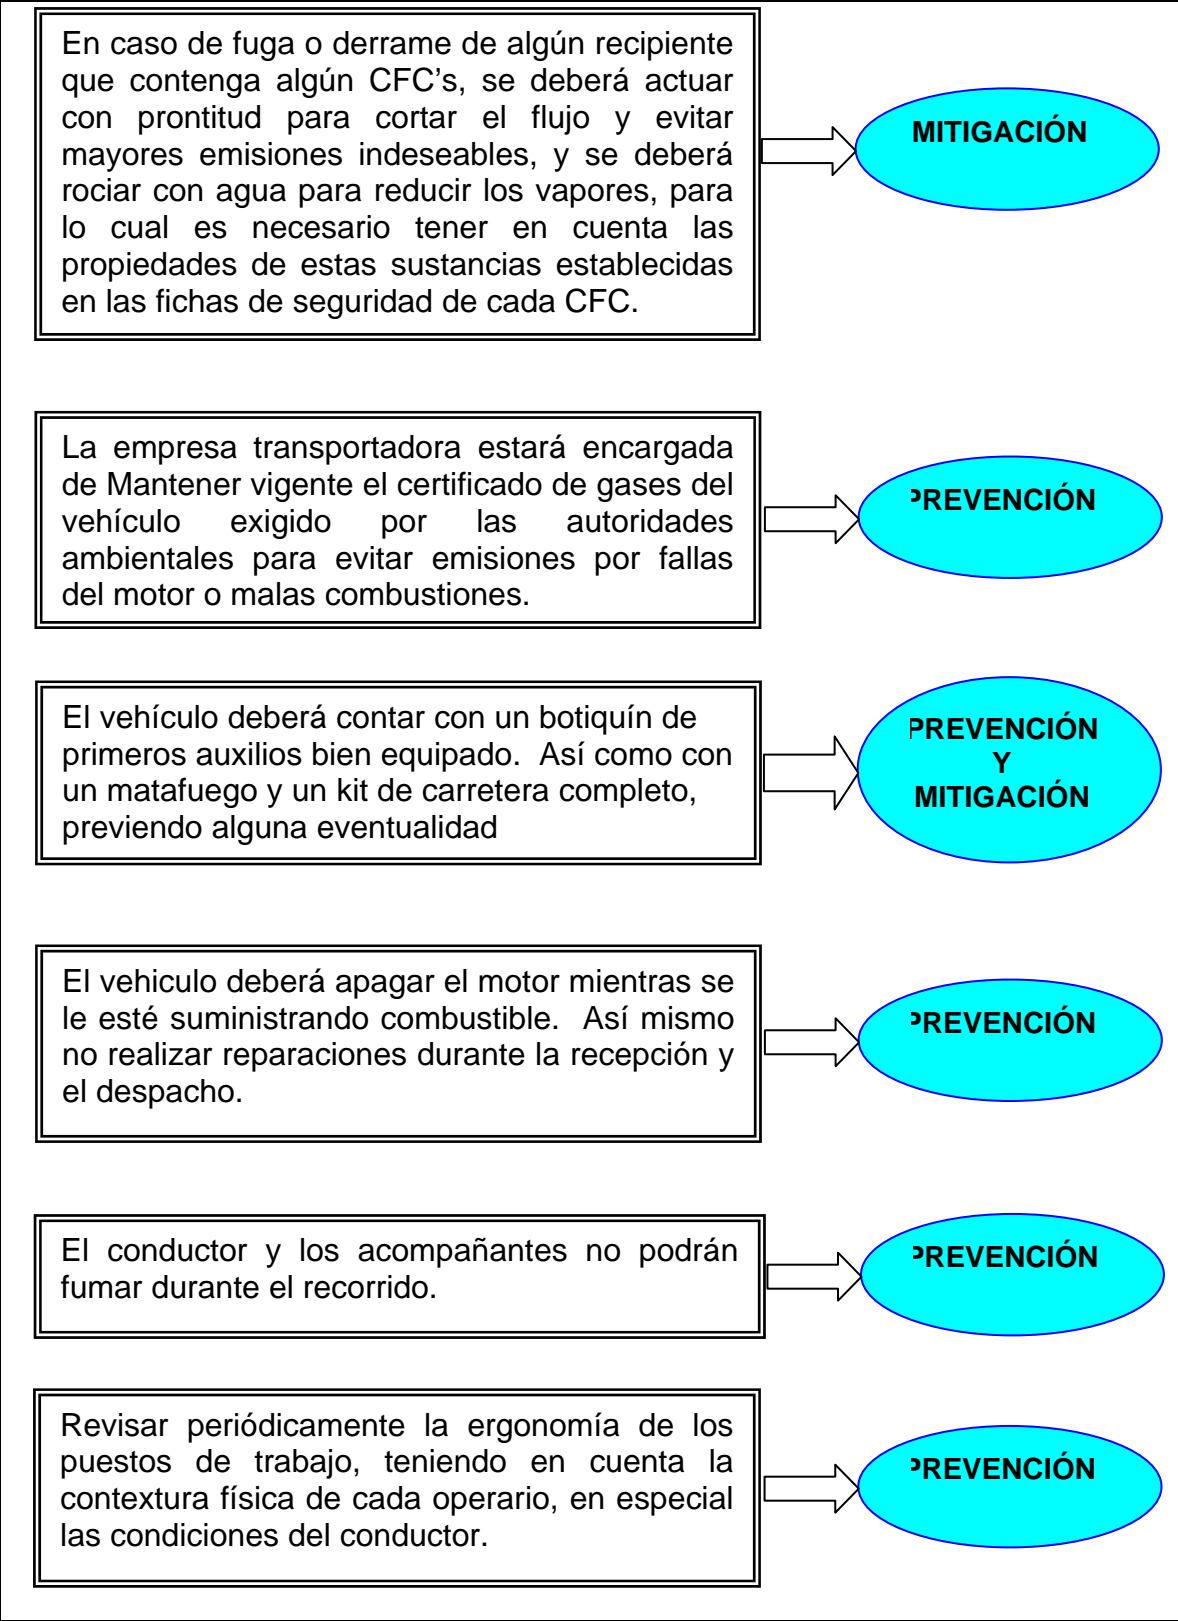 En caso de fuga o derrame de algún recipiente
que contenga algún CFC’s, se deberá actuar
con prontitud para cortar el flujo y evitar
mayores emisiones indeseables, y se deberá
rociar con agua para reducir los vapores, para
lo cual es necesario tener en cuenta las
propiedades de estas sustancias establecidas
en las fichas de seguridad de cada CFC.
MITIGACIÓN
La empresa transportadora estará encargada
de Mantener vigente el certificado de gases del
vehículo exigido por las autoridades
ambientales para evitar emisiones por fallas
del motor o malas combustiones.
PREVENCIÓN
El vehículo deberá contar con un botiquín de
primeros auxilios bien equipado. Así como con
un matafuego y un kit de carretera completo,
previendo alguna eventualidad
PREVENCIÓN
Y
MITIGACIÓN
El vehiculo deberá apagar el motor mientras se
le esté suministrando combustible. Así mismo
no realizar reparaciones durante la recepción y
el despacho.
PREVENCIÓN
El conductor y los acompañantes no podrán
fumar durante el recorrido.
PREVENCIÓN
Revisar periódicamente la ergonomía de los
puestos de trabajo, teniendo en cuenta la
contextura física de cada operario, en especial
las condiciones del conductor.
PREVENCIÓN